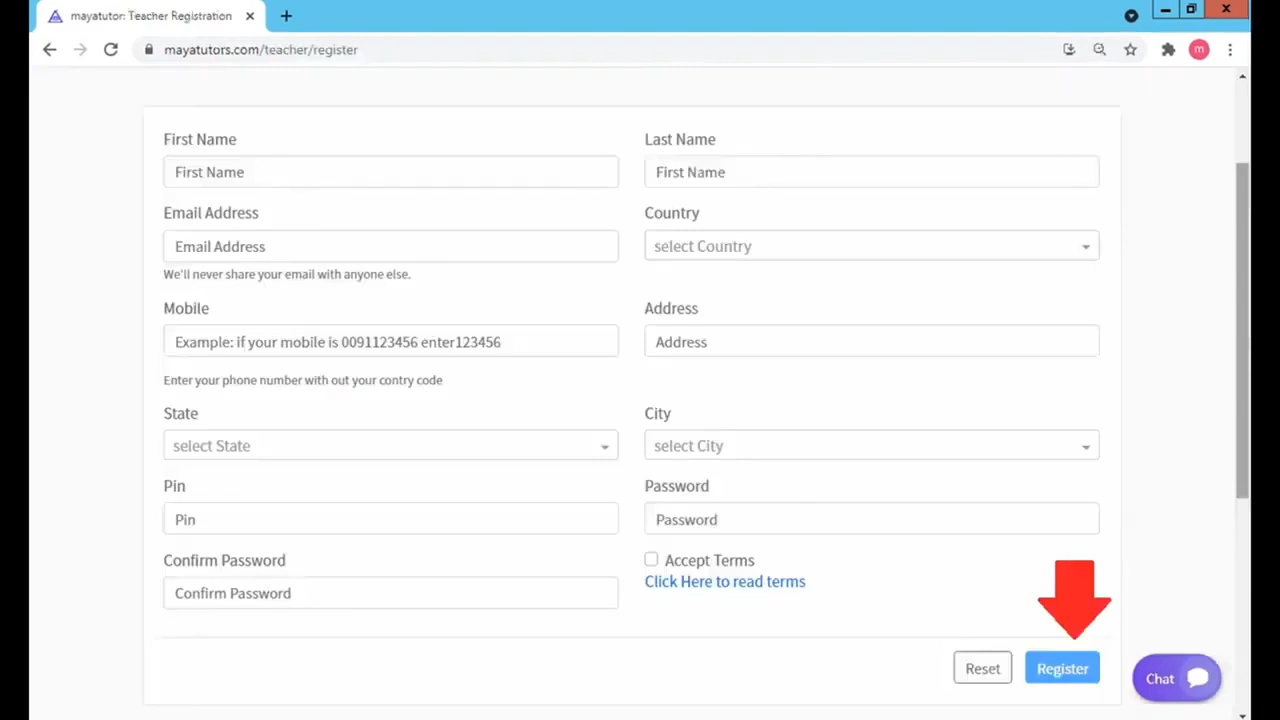 mayatutor: Teacher Registration
mayatutors.com/teacher/register
m
First Name
Last Name
First Name
First Name
Email Address
Country
Email Address
select Country
We'll never share your email with anyone else.
Mobile
Address
Example: if your mobile is 0091123456 enter123456
Address
Enter your phone number with out your contry code
State
City
select State
select City
Pin
Password
Pin
Password
Confirm Password
Accept Terms
Click Here to read terms
Confirm Password
Reset
Register
Chat